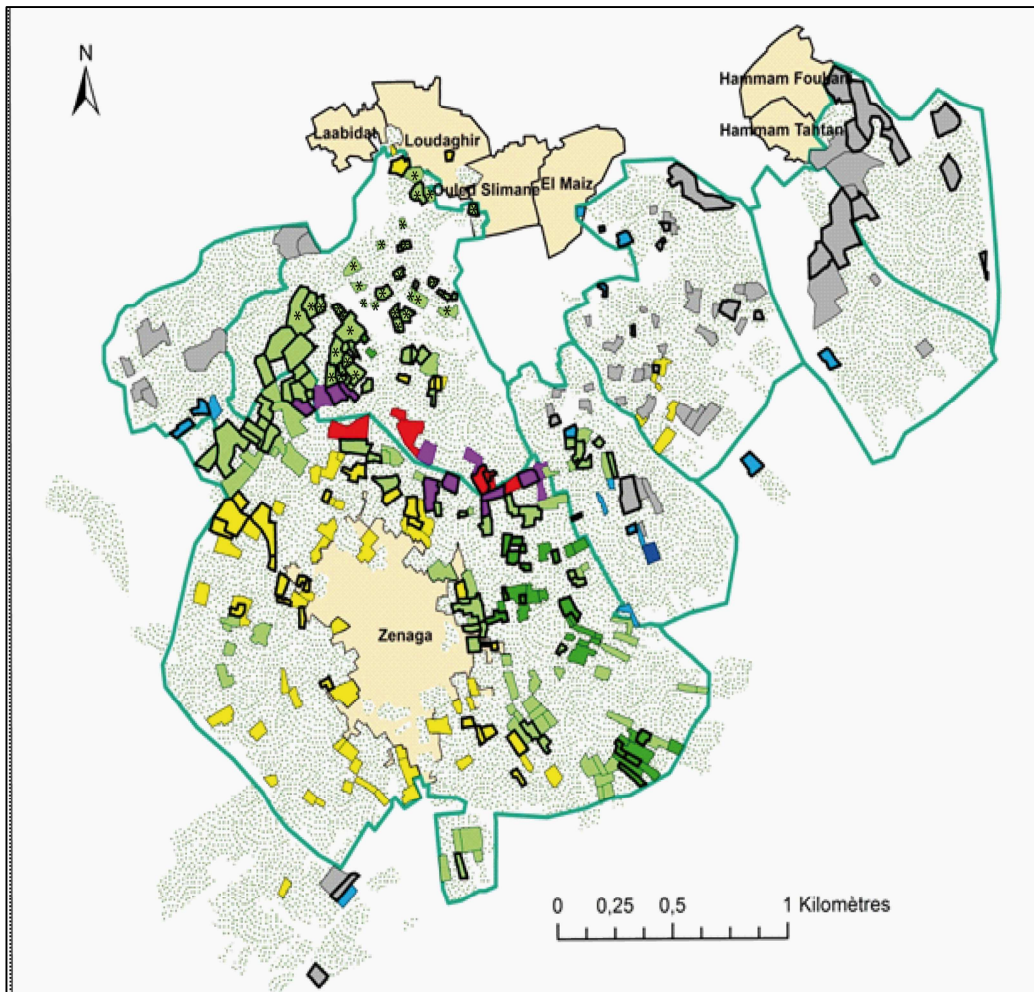 N
Hammam Foukani
Hammam Tahtani
Laabidat
Loudaghir
Ouled Slimane
El Maiz
Zenaga
0 0,25 0,5 1 Kilomètres